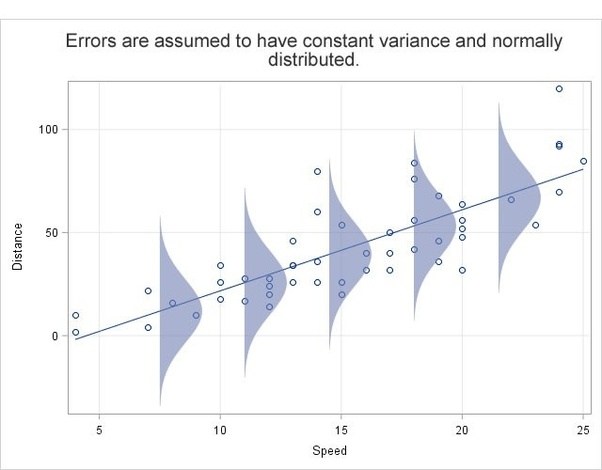 Errors are assumed to have constant variance and normally
distributed.
100
50
0
Distance
5 10 15 20 25
Speed